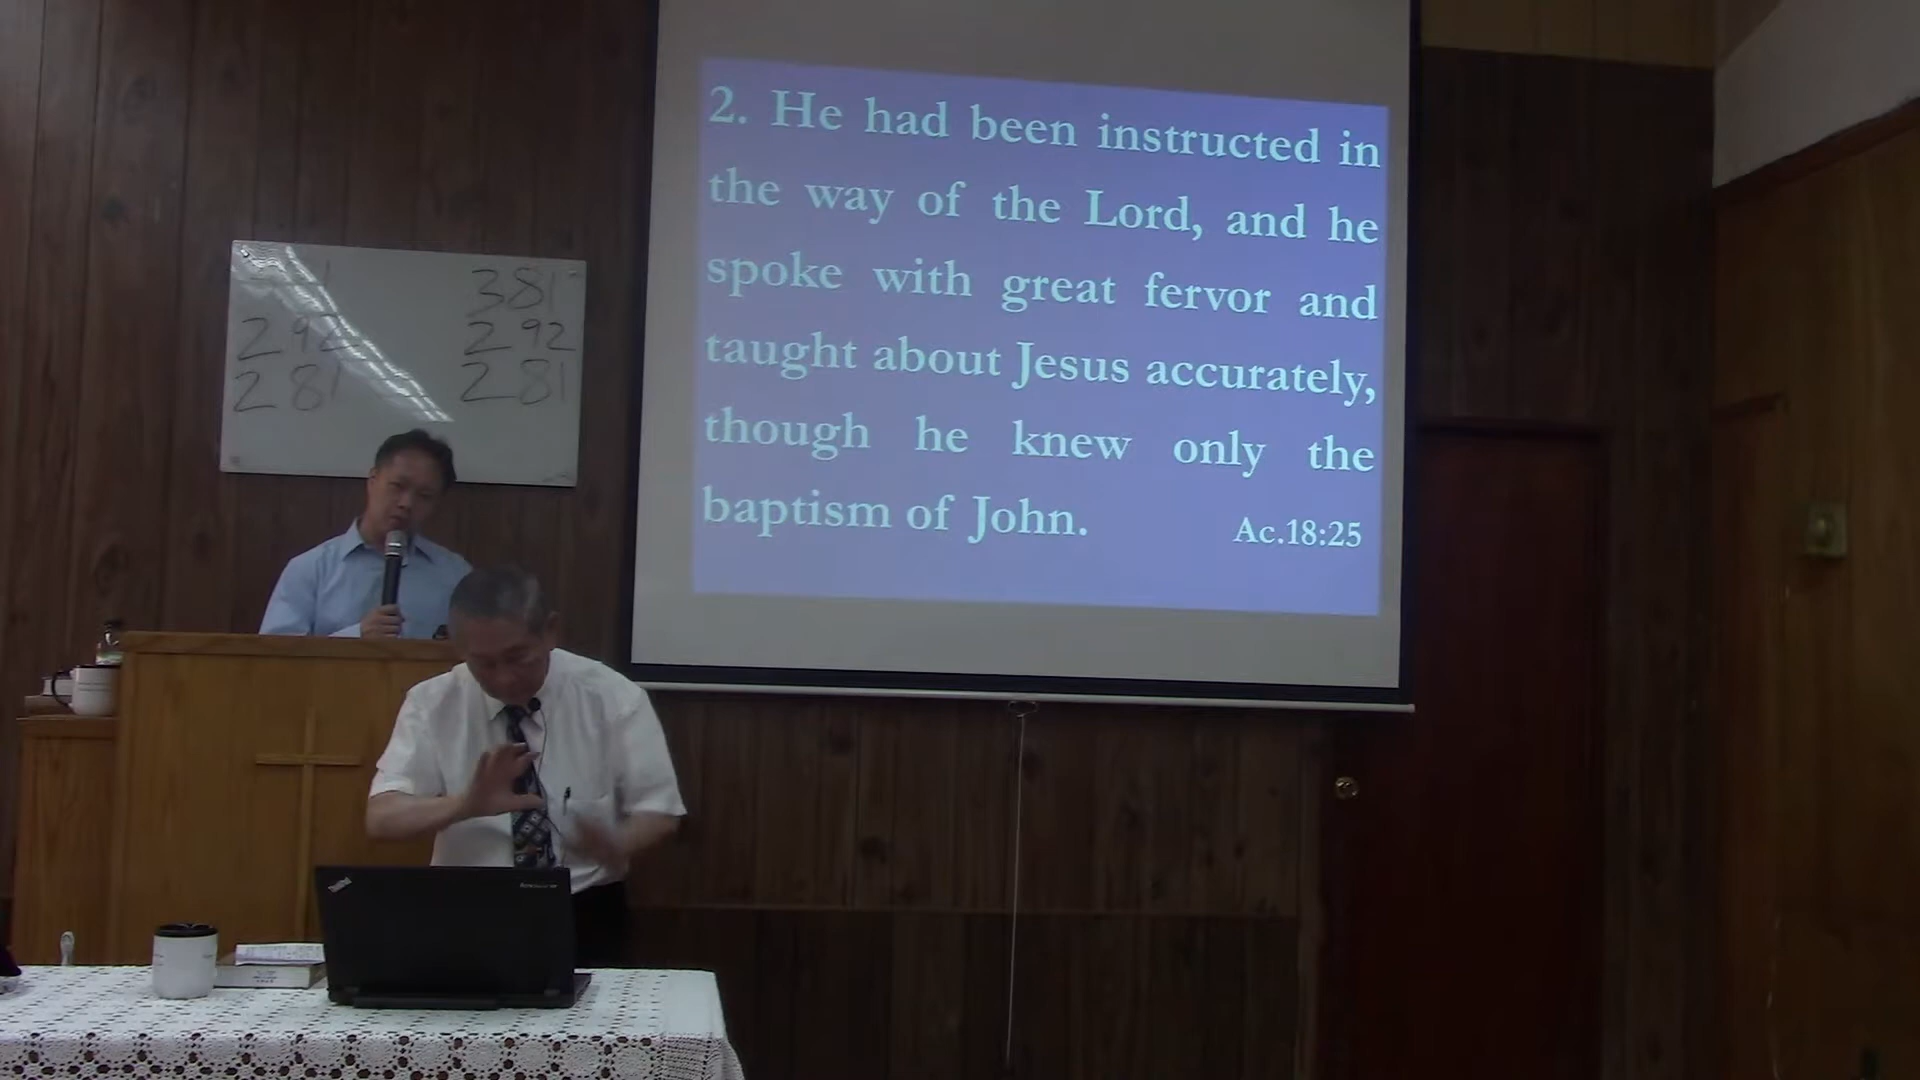 2. He had been instructed in
the way of the Lord, and he
spoke with great fervor and
taught about Jesus accurately,
though he knew only the
baptism of John.
Ac.18:25
381
292
292
281
281
ThinkPad